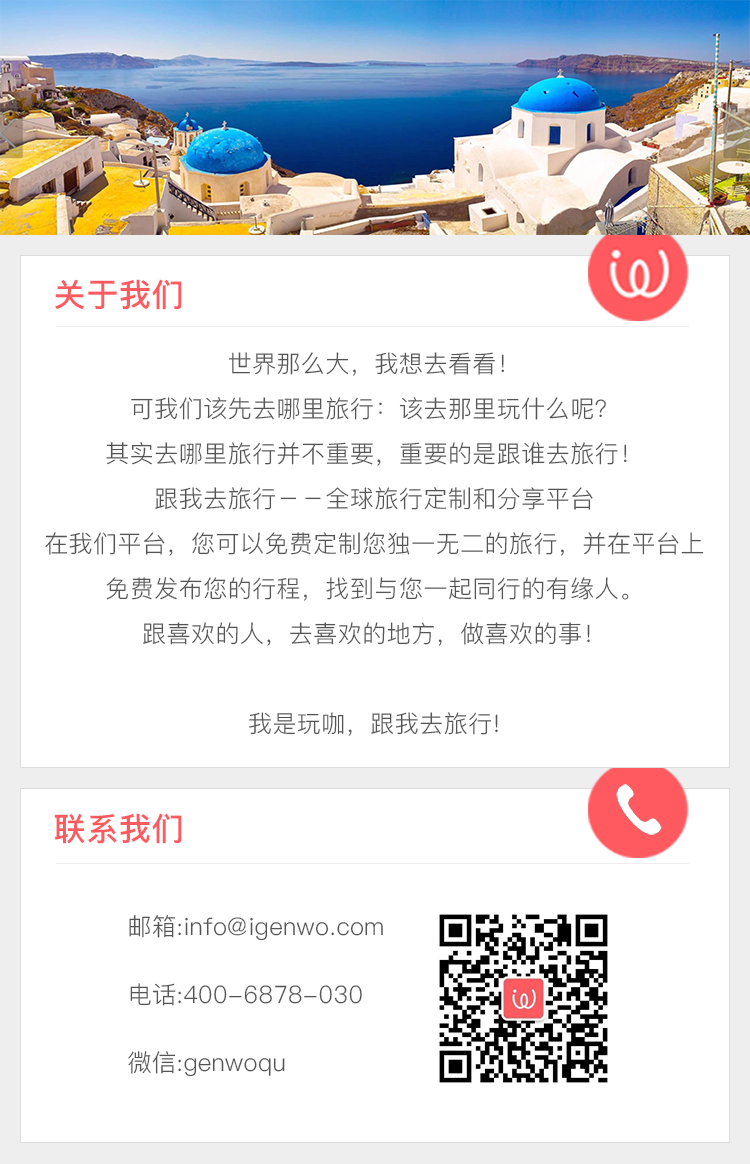 关于我们
世界那么大，我想去看看！
可我们该先去哪里旅行：该去那里玩什么呢？
其实去哪里旅行并不重要，重要的是跟谁去旅行！
跟我去旅行－－全球旅行定制和分享平台
在我们平台，您可以免费定制您独一无二的旅行，并在平台上
免费发布您的行程，找到与您一起同行的有缘人。
跟喜欢的人，去喜欢的地方，做喜欢的事！
我是玩咖，跟我去旅行!
联系我们
邮箱:info@igenwo.com
电话:400-6878-030
微信:genwoqu